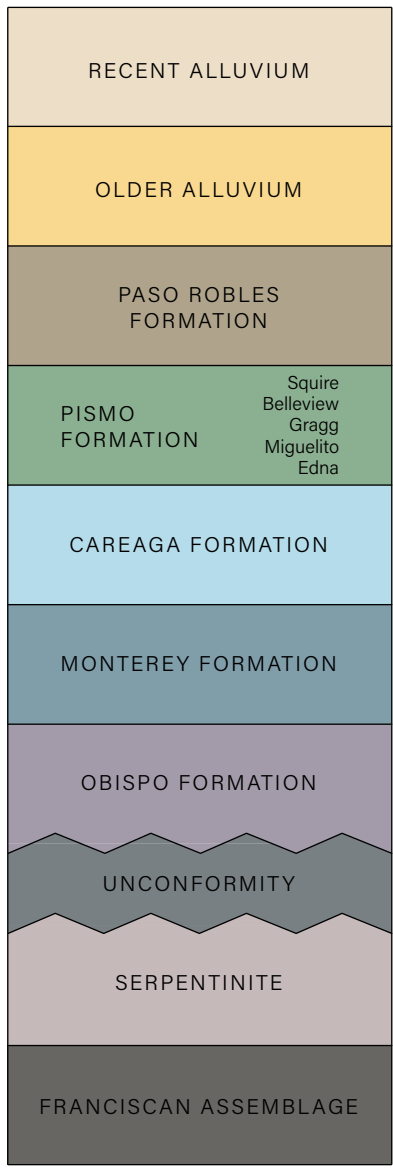 RECENT ALLUVIUM
OLDER ALLUVIUM
PASO ROBLES
FORMATION
PISMO
FORMATION
Squire
Belleview
Gragg
Miguelito
Edna
CAREAGA FORMATION
MONTEREY FORMATION
OBISPO FORMATION
UNCONFORMITY
SERPENTINITE
FRANCISCAN ASSEMBLAGE